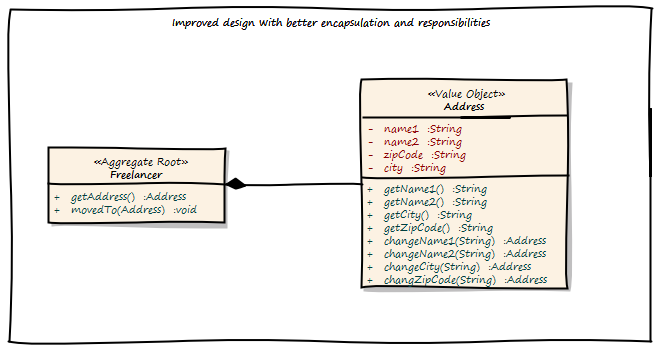 Improved design with better encapsulation and responsibilities
«Aggregate Root»
Freelancer
+ getAddress() :Address
+ movedTo(Address) :void
«Value Object»
Address
- name1 :String
- name2 :String
- zipCode :String
- city :String
+ getName1() :String
+ getName2() :String
+ getCity() :String
+ getZipCode() :String
+ changeName1(String) :Address
+ changeName2(String) :Address
+ changeCity(String) :Address
+ changZipCode(String) :Address